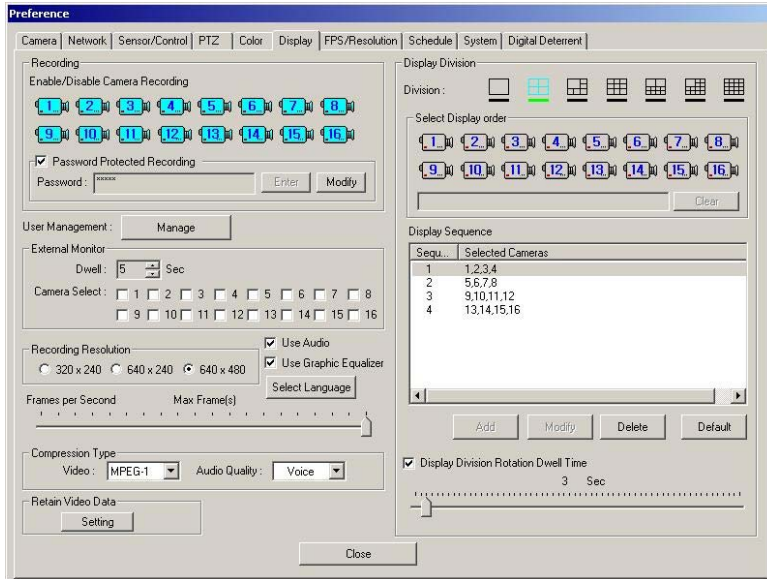 Preference
Camera Network Sensor/Control PTZ Color Display FPS/Resolution Schedule System Digital Deterrent
Recording
Enable/Disable Camera Recording
1 2 3 4 5 6 7 8
9 10 11 12 13 14 15 16
Password Protected Recording
Password : xxxxx Enter Modify
User Management : Manage
External Monitor
Dwell : 5 Sec
Camera Select : 1 2 3 4 5 6 7 8
9 10 11 12 13 14 15 16
Recording Resolution
320 x 240 640 x 240 640 x 480
Use Audio
Use Graphic Equalizer
Select Language
Frames per Second Max Frame(s)
Compression Type
Video : MPEG-1 Audio Quality : Voice
Retain Video Data
Setting
Display Division
Division :
Select Display order
1 2 3 4 5 6 7 8
9 10 11 12 13 14 15 16
Clear
Display Sequence
Sequ... Selected Cameras
1 1,2,3,4
2 5,6,7,8
3 9,10,11,12
4 13,14,15,16
Add Modify Delete Default
Display Division Rotation Dwell Time
3 Sec
Close